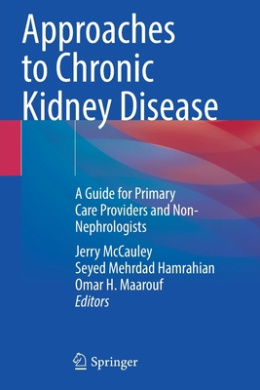 Approaches
to Chronic
Kidney Disease
A Guide for Primary
Care Providers and Non-
Nephrologists
Jerry McCauley
Seyed Mehrdad Hamrahian
Omar H. Maarouf
Editors
Springer